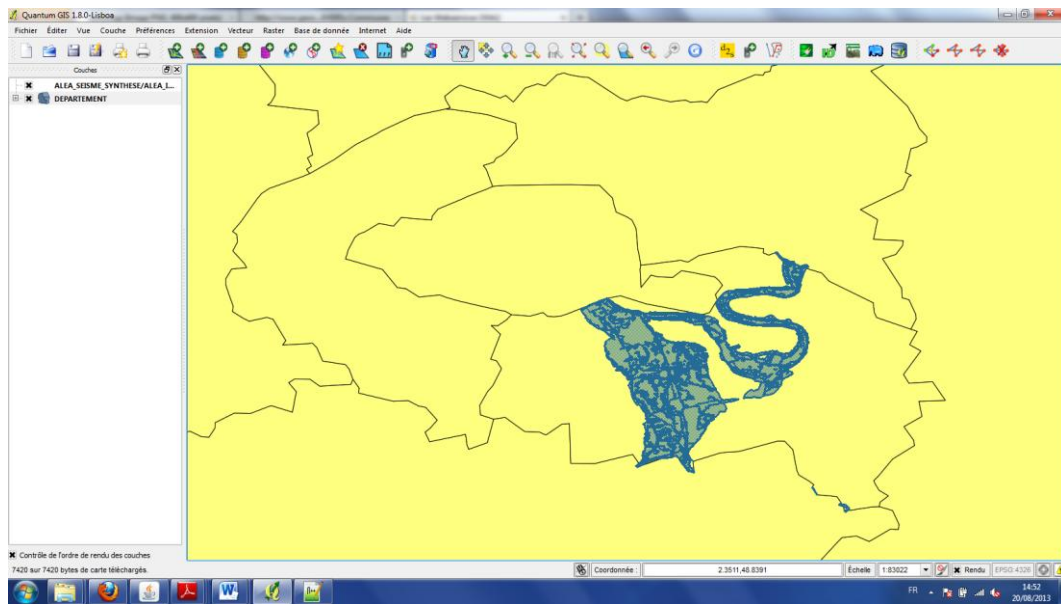 Quantum GIS 1.8.0-Lisboa
Fichier Éditer Vue Couche Préférences Extension Vecteur Raster Base de donnée Internet Aide
Couches
ALEA_SEISME_SYNTHESE/ALEA_I...
DEPARTEMENT
Contrôle de l'ordre de rendu des couches
7420 sur 7420 bytes de carte téléchargés.
Coordonnée : 2.3511,48.8391 Échelle 1:83022 Rendu EPSG:4326
FR 14:52
20/08/2013